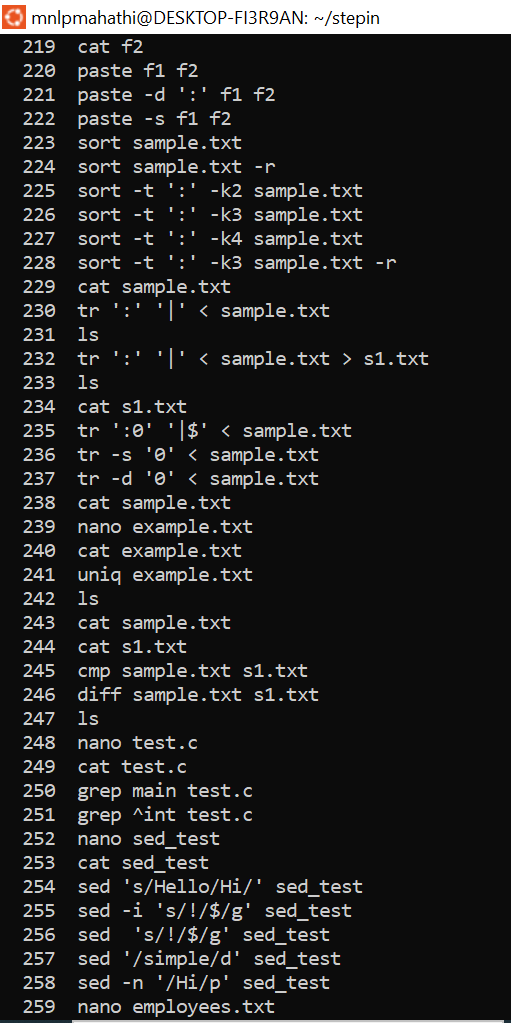 mnlpmahathi@DESKTOP-FI3R9AN: ~/stepin
219 cat f2
220 paste f1 f2
221 paste -d ':' f1 f2
222 paste -s f1 f2
223 sort sample.txt
224 sort sample.txt -r
225 sort -t ':' -k2 sample.txt
226 sort -t ':' -k3 sample.txt
227 sort -t ':' -k4 sample.txt
228 sort -t ':' -k3 sample.txt -r
229 cat sample.txt
230 tr ':' '|' < sample.txt
231 ls
232 tr ':' '|' < sample.txt > s1.txt
233 ls
234 cat s1.txt
235 tr ':0' '|$' < sample.txt
236 tr -s '0' < sample.txt
237 tr -d '0' < sample.txt
238 cat sample.txt
239 nano example.txt
240 cat example.txt
241 uniq example.txt
242 ls
243 cat sample.txt
244 cat s1.txt
245 cmp sample.txt s1.txt
246 diff sample.txt s1.txt
247 ls
248 nano test.c
249 cat test.c
250 grep main test.c
251 grep ^int test.c
252 nano sed_test
253 cat sed_test
254 sed 's/Hello/Hi/' sed_test
255 sed -i 's/!/$/g' sed_test
256 sed  's/!/$/g' sed_test
257 sed '/simple/d' sed_test
258 sed -n '/Hi/p' sed_test
259 nano employees.txt